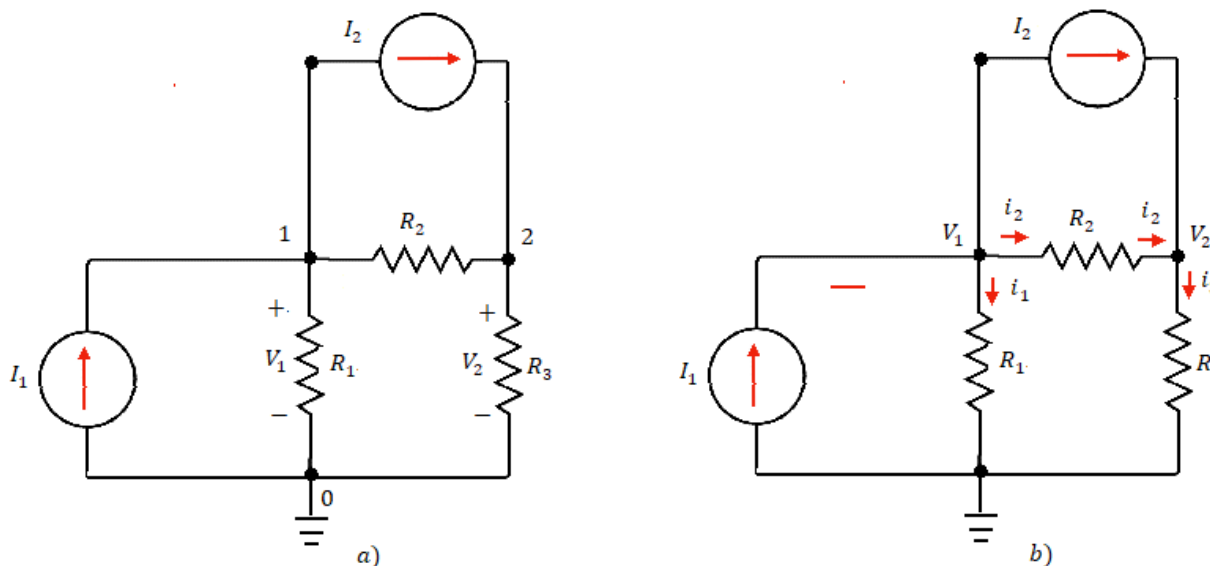 I₂
1
R₂
2
+
+
I₁
V₁
R₁
V₂
R₃
−
−
0
a)
I₂
V₁
i₂
R₂
i₂
V₂
i₁
I₁
R₁
b)